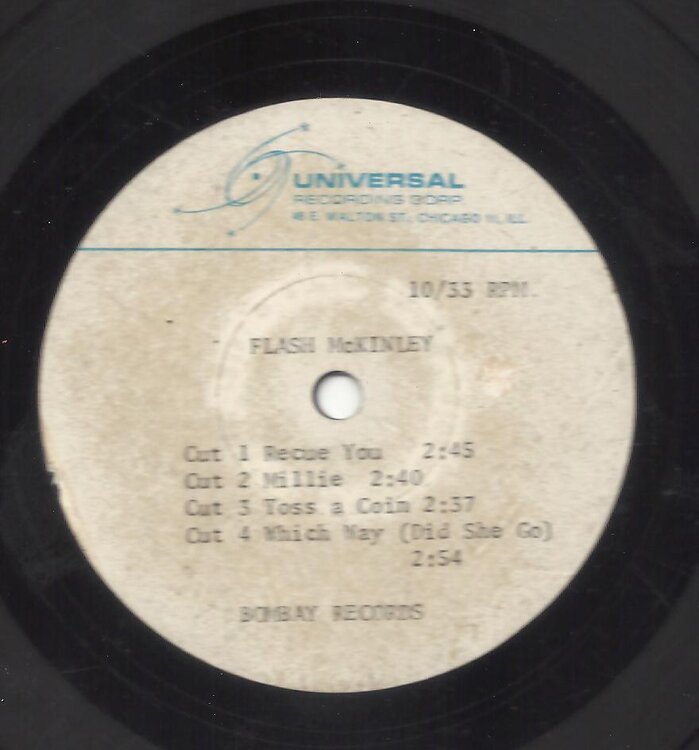 UNIVERSAL
RECORDING CORP.
46 E. WALTON ST., CHICAGO 11, ILL.
10/33 RPM.
FLASH McKINLEY
Cut 1 Recue You 2:45
Cut 2 Millie 2:40
Cut 3 Toss a Coin 2:37
Cut 4 Which Way (Did She Go)
2:54
BOMBAY RECORDS